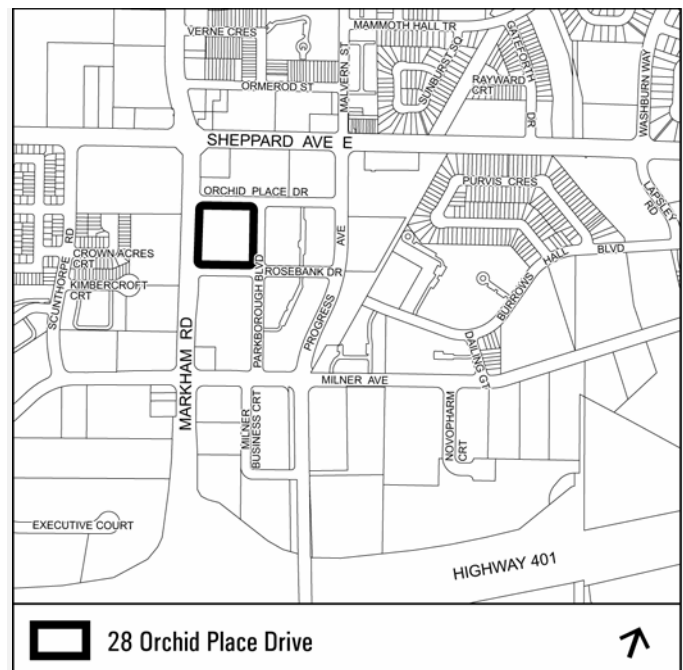 MAMMOTH HALL TR
VERNE CRES
MALVERN ST
SUNBURST SQ
GATEFORTH
DR
RAYWARD
CRT
WASHBURN WAY
ORMEROD ST
SHEPPARD AVE E
ORCHID PLACE DR
PURVIS CRES
LAPSLEY
RD
SCUNTHORPE RD
CROWN ACRES
CRT
KIMBERCROFT
CRT
MARKHAM RD
PARKBOROUGH BLVD
ROSEBANK DR
PROGRESS AVE
BURROWS HALL BLVD
DAILING GT
MILNER AVE
MILNER
BUSINESS CRT
NOVOPHARM
CRT
EXECUTIVE COURT
HIGHWAY 401
28 Orchid Place Drive